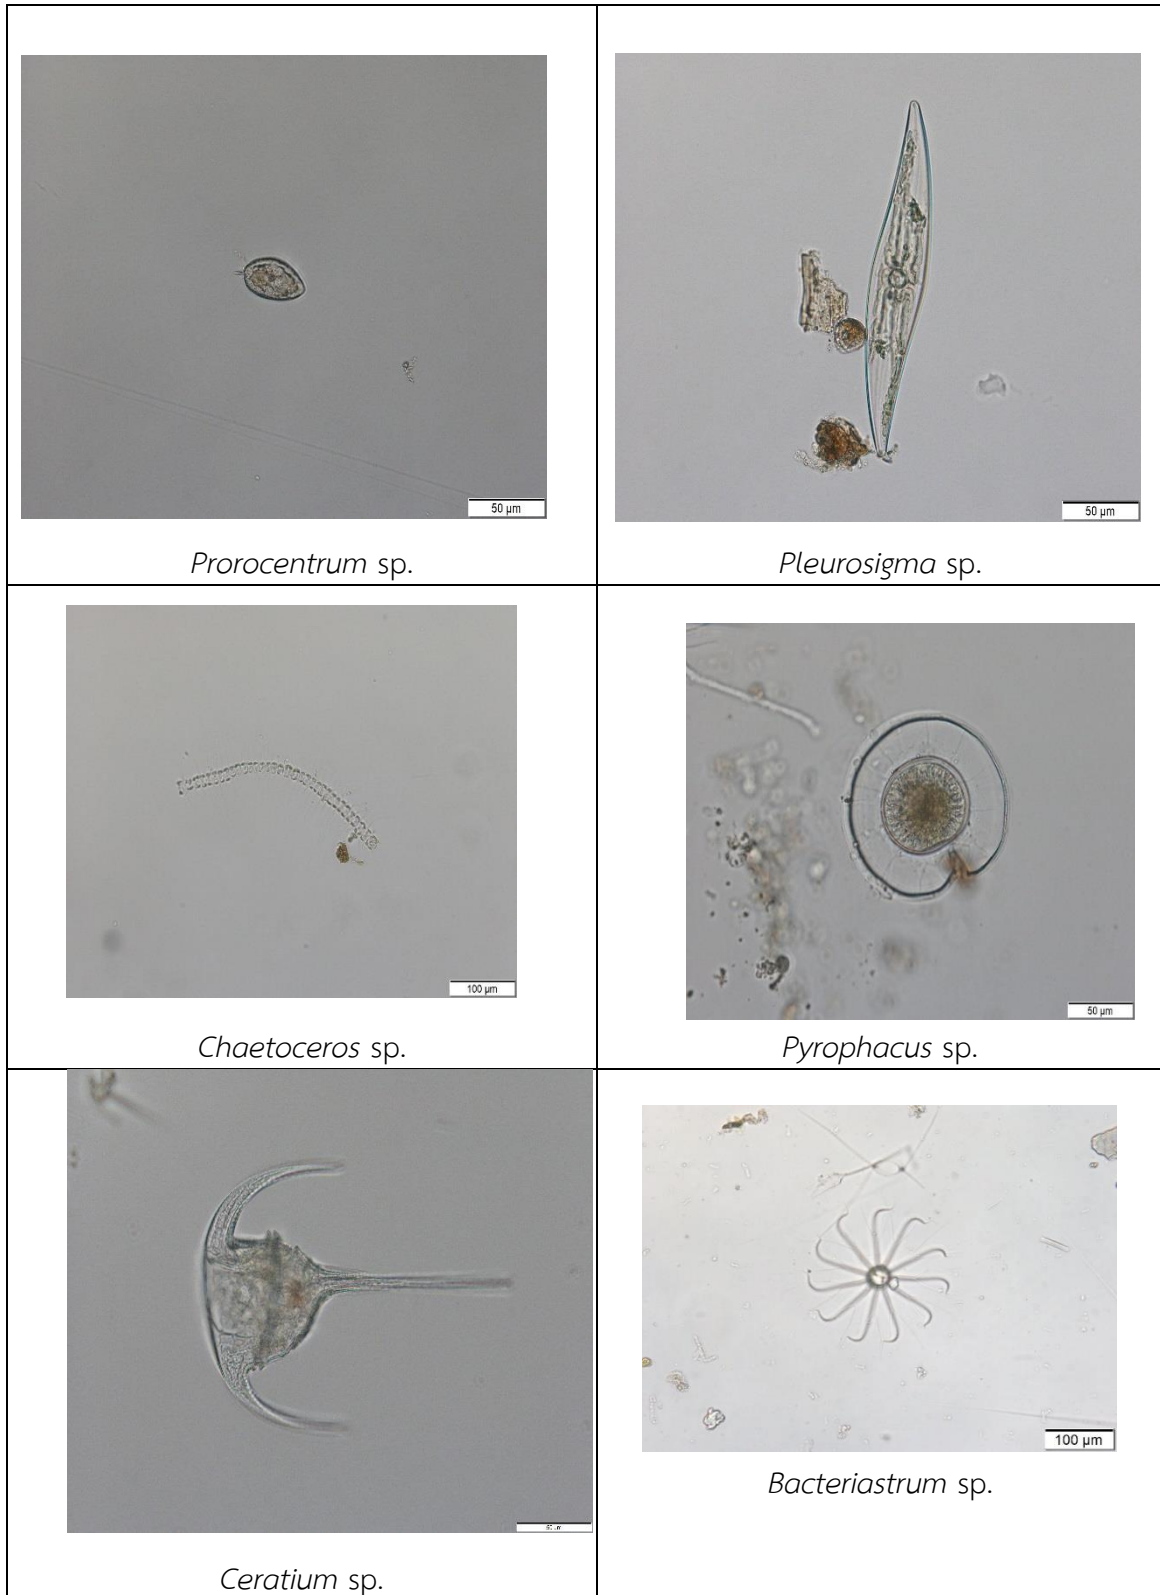 50 µm
50 µm
Prorocentrum sp.
Pleurosigma sp.
100 µm
50 µm
Chaetoceros sp.
Pyrophacus sp.
100 µm
Bacteriastrum sp.
Ceratium sp.